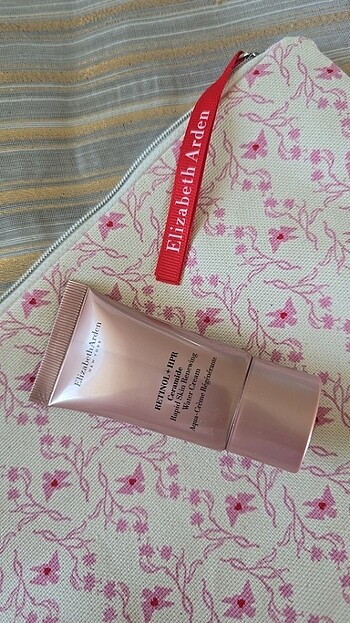 Elizabeth Arden
Elizabeth Arden
NEW YORK
RETINOL + HPR
Ceramide
Rapid Skin Renewing
Water Cream
Aqua-Crème Régénérante